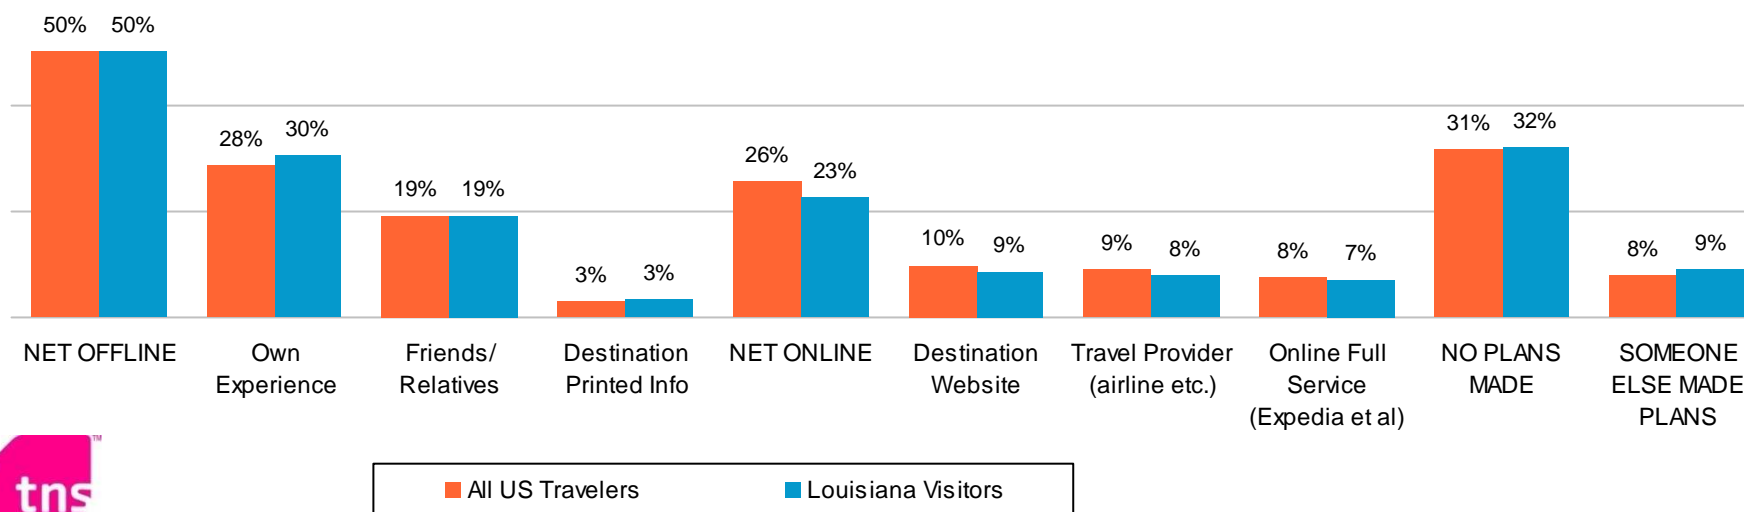 50% 50%
28% 30%
19% 19%
3% 3%
26% 23%
10% 9%
9% 8%
8% 7%
31% 32%
8% 9%
NET OFFLINE
Own
Experience
Friends/
Relatives
Destination
Printed Info
NET ONLINE
Destination
Website
Travel Provider
(airline etc.)
Online Full
Service
(Expedia et al)
NO PLANS
MADE
SOMEONE
ELSE MADE
PLANS
tns™
All US Travelers
Louisiana Visitors